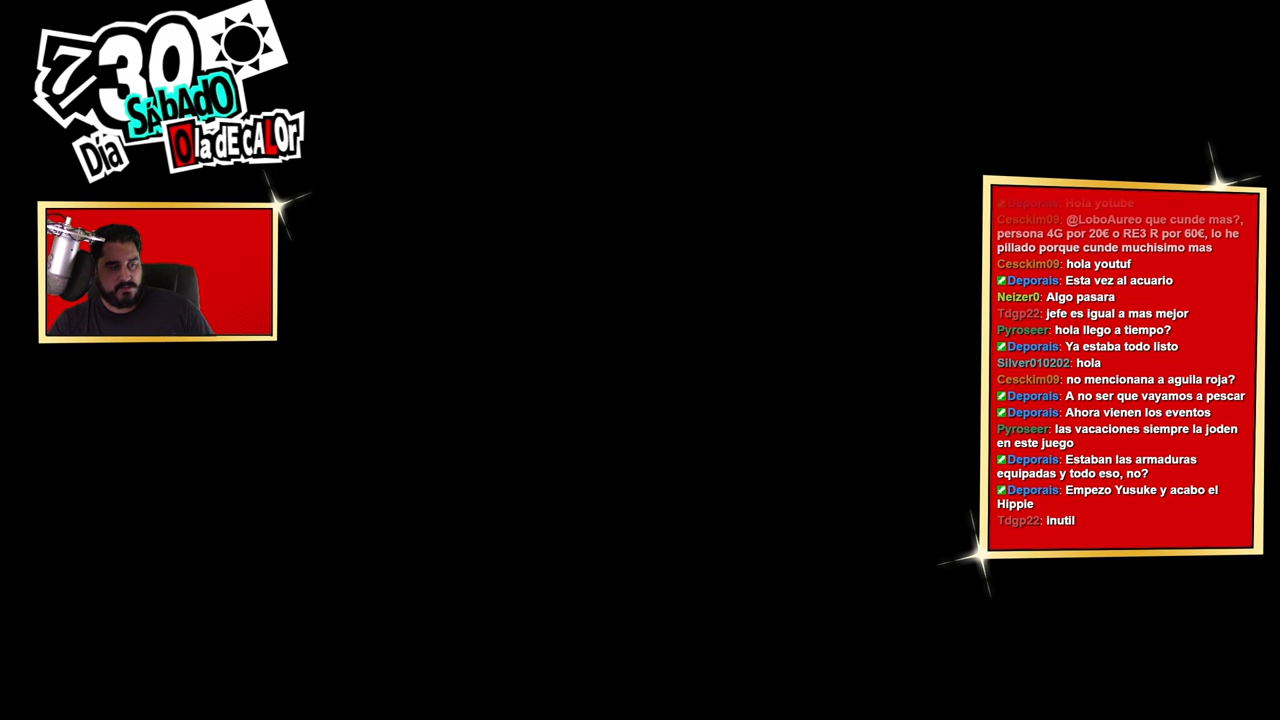 7 30
SábAdO
Día
Ola dE cALOr
Deporais: Hola yotube
Cesckim09: @LoboAureo que cunde mas?,
persona 4G por 20€ o RE3 R por 60€, lo he
pillado porque cunde muchisimo mas
Cesckim09: hola youtuf
Deporais: Esta vez al acuario
Neizer0: Algo pasara
Tdgp22: jefe es igual a mas mejor
Pyroseer: hola llego a tiempo?
Deporais: Ya estaba todo listo
Silver010202: hola
Cesckim09: no mencionana a aguila roja?
Deporais: A no ser que vayamos a pescar
Deporais: Ahora vienen los eventos
Pyroseer: las vacaciones siempre la joden
en este juego
Deporais: Estaban las armaduras
equipadas y todo eso, no?
Deporais: Empezo Yusuke y acabo el
Hippie
Tdgp22: inutil